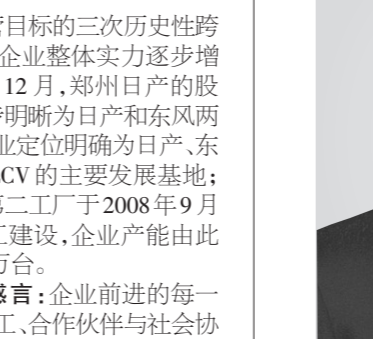 营目标的三次历史性跨
企业整体实力逐步增
12月,郑州日产的股
晰为日产和东风两
业定位明确为日产、东
CV的主要发展基地;
第二工厂于2008年9月
工建设,企业产能由此
万台。
感言:企业前进的每一
工、合作伙伴与社会协